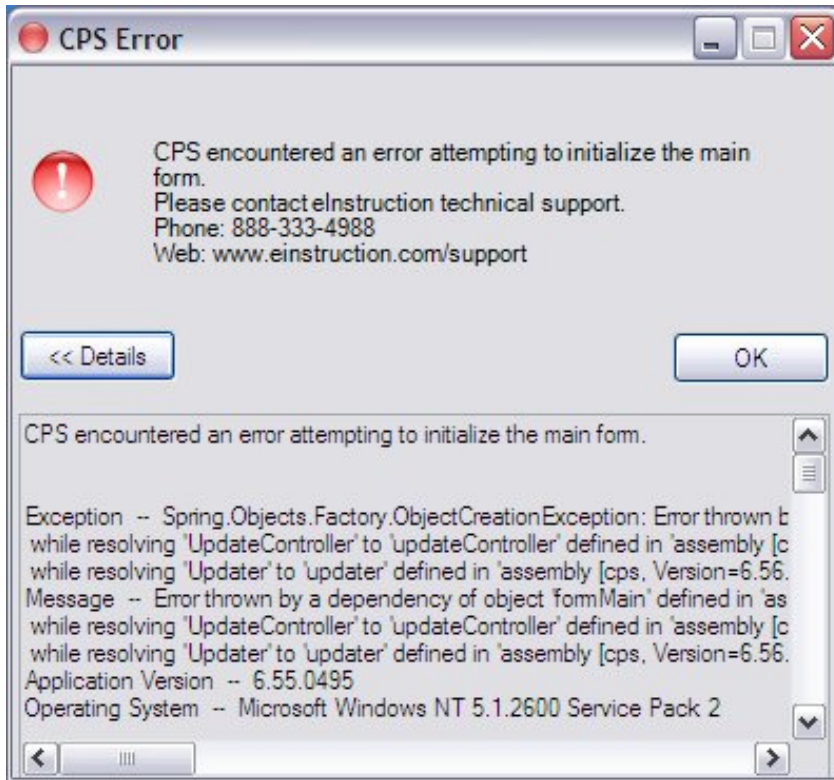 CPS Error
CPS encountered an error attempting to initialize the main
form.
Please contact eInstruction technical support.
Phone: 888-333-4988
Web: www.einstruction.com/support
<< Details
OK
CPS encountered an error attempting to initialize the main form.
Exception -- Spring.Objects.Factory.ObjectCreationException: Error thrown b
while resolving 'UpdateController' to 'updateController' defined in 'assembly [c
while resolving 'Updater' to 'updater' defined in 'assembly [cps, Version=6.56.
Message -- Error thrown by a dependency of object 'formMain' defined in 'as
while resolving 'UpdateController' to 'updateController' defined in 'assembly [c
while resolving 'Updater' to 'updater' defined in 'assembly [cps, Version=6.56.
Application Version -- 6.55.0495
Operating System -- Microsoft Windows NT 5.1.2600 Service Pack 2